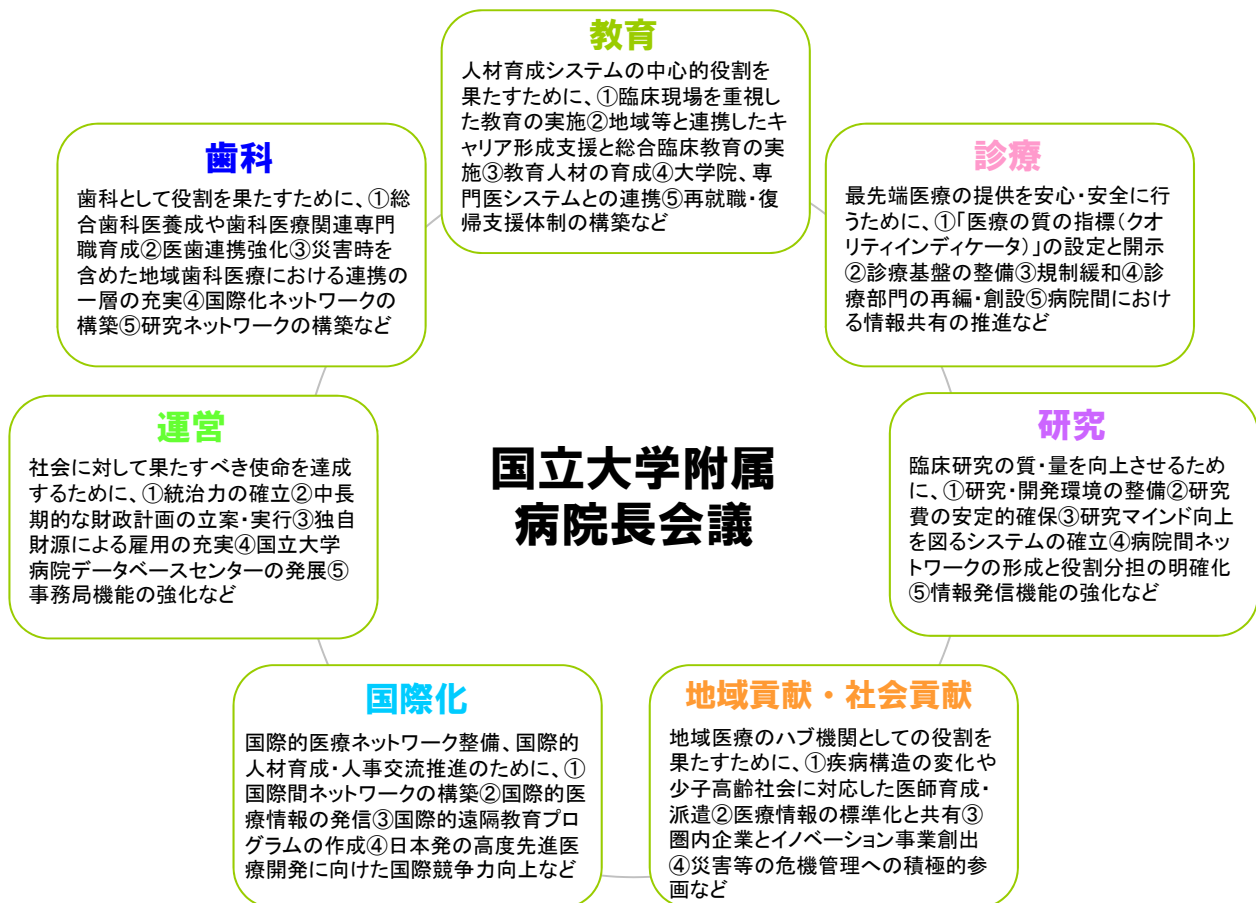 教育
人材育成システムの中心的役割を
果たすために、①臨床現場を重視し
た教育の実施②地域等と連携したキ
ャリア形成支援と総合臨床教育の実
施③教育人材の育成④大学院、専
門医システムとの連携⑤再就職・復
帰支援体制の構築など
歯科
歯科として役割を果たすために、①総
合歯科医養成や歯科医療関連専門
職育成②医歯連携強化③災害時を
含めた地域歯科医療における連携の
一層の充実④国際化ネットワークの
構築⑤研究ネットワークの構築など
診療
最先端医療の提供を安心・安全に行
うために、①「医療の質の指標(クオ
リティインディケータ)」の設定と開示
②診療基盤の整備③規制緩和④診
療部門の再編・創設⑤病院間におけ
る情報共有の推進など
運営
社会に対して果たすべき使命を達成
するために、①統治力の確立②中長
期的な財政計画の立案・実行③独自
財源による雇用の充実④国立大学
病院データベースセンターの発展⑤
事務局機能の強化など
国立大学附属
病院長会議
研究
臨床研究の質・量を向上させるため
に、①研究・開発環境の整備②研究
費の安定的確保③研究マインド向上
を図るシステムの確立④病院間ネッ
トワークの形成と役割分担の明確化
⑤情報発信機能の強化など
国際化
国際的医療ネットワーク整備、国際的
人材育成・人事交流推進のために、①
国際間ネットワークの構築②国際的医
療情報の発信③国際的遠隔教育プロ
グラムの作成④日本発の高度先進医
療開発に向けた国際競争力向上など
地域貢献・社会貢献
地域医療のハブ機関としての役割を
果たすために、①疾病構造の変化や
少子高齢社会に対応した医師育成・
派遣②医療情報の標準化と共有③
圏内企業とイノベーション事業創出
④災害等の危機管理への積極的参
画など